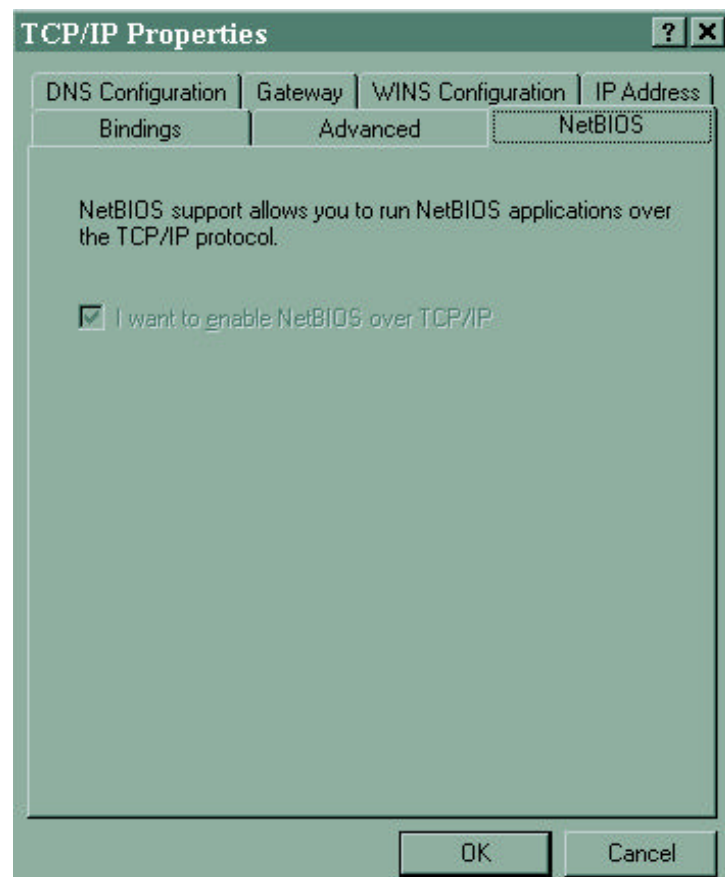 TCP/IP Properties
DNS Configuration Gateway WINS Configuration IP Address
Bindings Advanced NetBIOS
NetBIOS support allows you to run NetBIOS applications over
the TCP/IP protocol.
I want to enable NetBIOS over TCP/IP
OK Cancel